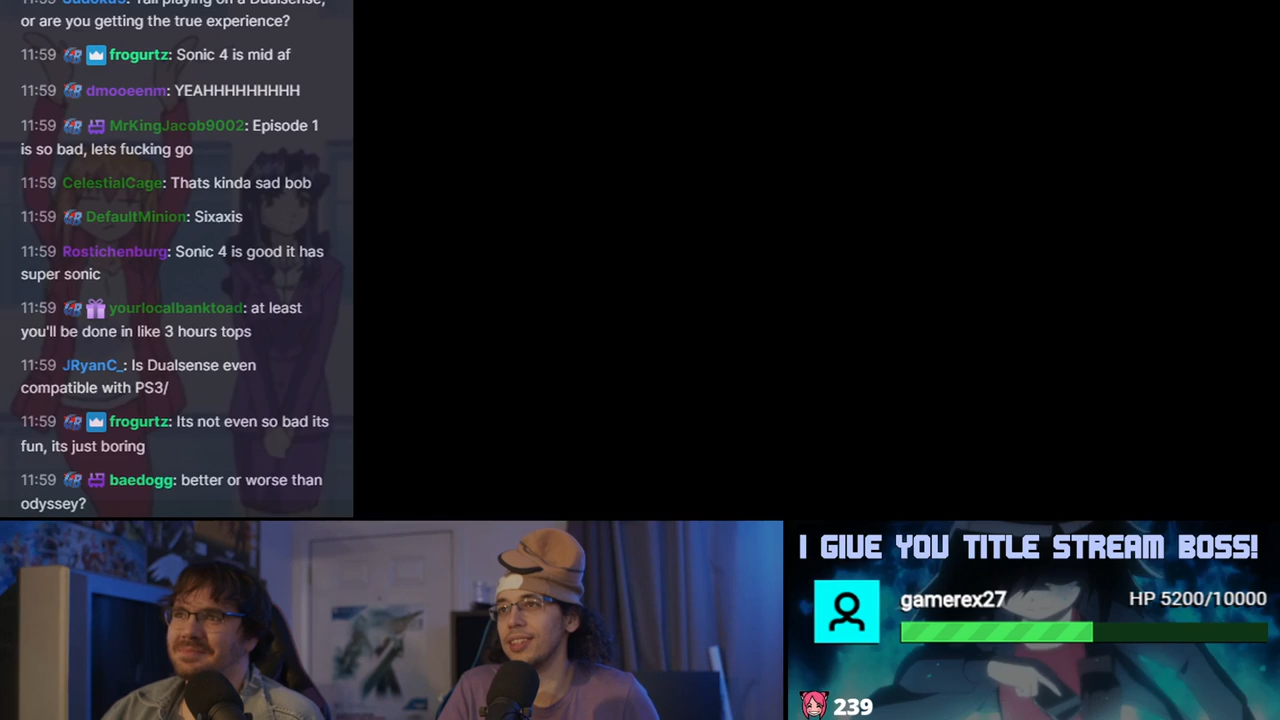 or are you getting the true experience?
11:59 frogurtz: Sonic 4 is mid af
11:59 dmooeenm: YEAHHHHHHHHH
11:59 MrKingJacob9002: Episode 1
is so bad, lets fucking go
11:59 CelestialCage: Thats kinda sad bob
11:59 DefaultMinion: Sixaxis
11:59 Rostichenburg: Sonic 4 is good it has
super sonic
11:59 yourlocalbanktoad: at least
you'll be done in like 3 hours tops
11:59 JRyanC_: Is Dualsense even
compatible with PS3/
11:59 frogurtz: Its not even so bad its
fun, its just boring
11:59 baedogg: better or worse than
odyssey?
I GIVE YOU TITLE STREAM BOSS!
gamerex27 HP 5200/10000
239